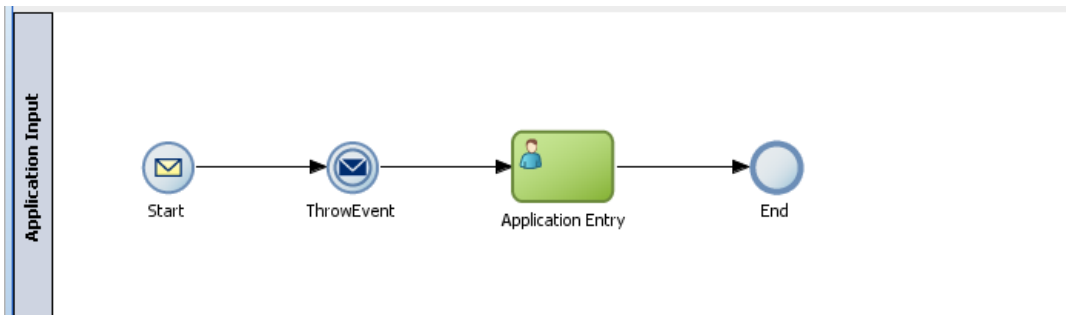 Application Input
Start
ThrowEvent
Application Entry
End